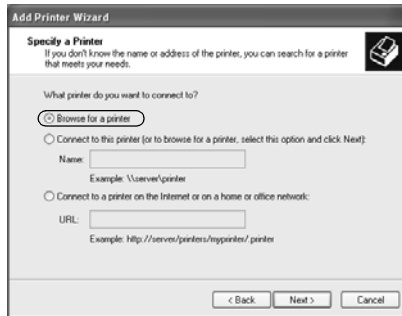 Add Printer Wizard
Specify a Printer
If you don't know the name or address of the printer, you can search for a printer
that meets your needs.
What printer do you want to connect to?
Browse for a printer
Connect to this printer (or to browse for a printer, select this option and click Next):
Name:
Example: \\server\printer
Connect to a printer on the Internet or on a home or office network:
URL:
Example: http://server/printers/myprinter/.printer
< Back Next > Cancel